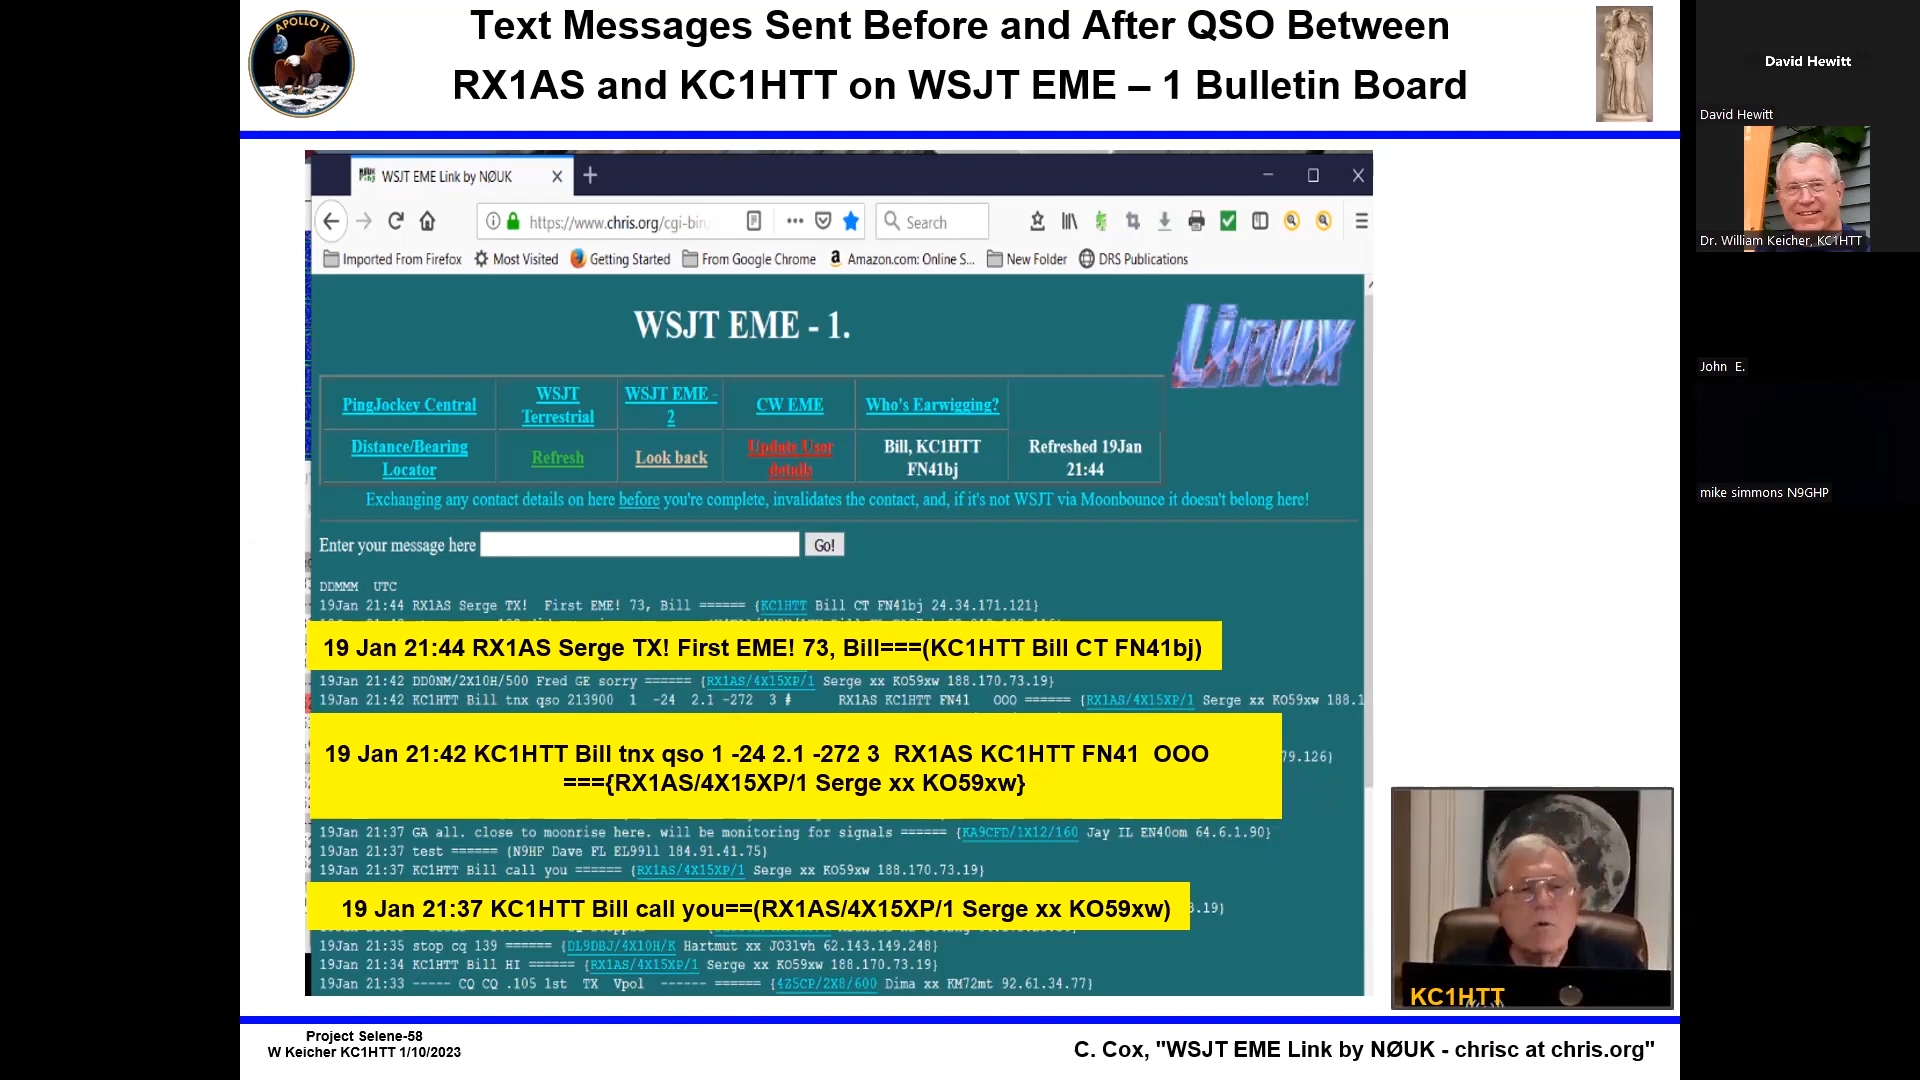 APOLLO 11
Text Messages Sent Before and After QSO Between
RX1AS and KC1HTT on WSJT EME – 1 Bulletin Board
WSJT EME Link by NØUK
https://www.chris.org/cgi-bin/
Search
Imported From Firefox
Most Visited
Getting Started
From Google Chrome
Amazon.com: Online S...
New Folder
DRS Publications
WSJT EME - 1.
Linux
PingJockey Central
WSJT Terrestrial
WSJT EME - 2
CW EME
Who's Earwigging?
Distance/Bearing Locator
Refresh
Look back
Update User details
Bill, KC1HTT FN41bj
Refreshed 19Jan 21:44
Exchanging any contact details on here before you're complete, invalidates the contact, and, if it's not WSJT via Moonbounce it doesn't belong here!
Enter your message here
Go!
DDMMM UTC
19Jan 21:44 RX1AS Serge TX! First EME! 73, Bill ====== {KC1HTT Bill CT FN41bj 24.34.171.121}
19 Jan 21:44 RX1AS Serge TX! First EME! 73, Bill===(KC1HTT Bill CT FN41bj)
19Jan 21:42 DD0NM/2X10H/500 Fred GE sorry ====== {RX1AS/4X15XP/1 Serge xx KO59xw 188.170.73.19}
19Jan 21:42 KC1HTT Bill tnx qso 213900 1 -24 2.1 -272 3 # RX1AS KC1HTT FN41 OOO ====== {RX1AS/4X15XP/1 Serge xx KO59xw 188.1
19 Jan 21:42 KC1HTT Bill tnx qso 1 -24 2.1 -272 3 RX1AS KC1HTT FN41 OOO
==={RX1AS/4X15XP/1 Serge xx KO59xw}
79.126}
19Jan 21:37 GA all. close to moonrise here. will be monitoring for signals ====== {KA9CFD/1X12/160 Jay IL EN40om 64.6.1.90}
19Jan 21:37 test ====== {N9HF Dave FL EL99ll 184.91.41.75}
19Jan 21:37 KC1HTT Bill call you ====== {RX1AS/4X15XP/1 Serge xx KO59xw 188.170.73.19}
19 Jan 21:37 KC1HTT Bill call you==(RX1AS/4X15XP/1 Serge xx KO59xw)
3.19}
19Jan 21:35 stop cq 139 ====== {DL9DBJ/4X10H/K Hartmut xx JO31vh 62.143.149.248}
19Jan 21:34 KC1HTT Bill HI ====== {RX1AS/4X15XP/1 Serge xx KO59xw 188.170.73.19}
19Jan 21:33 ----- CQ CQ .105 1st TX Vpol ------ ====== {4Z5CP/2X8/600 Dima xx KM72mt 92.61.34.77}
KC1HTT
Project Selene-58
W Keicher KC1HTT 1/10/2023
C. Cox, "WSJT EME Link by NØUK - chrisc at chris.org"
David Hewitt
David Hewitt
Dr. William Keicher, KC1HTT
John E.
mike simmons N9GHP